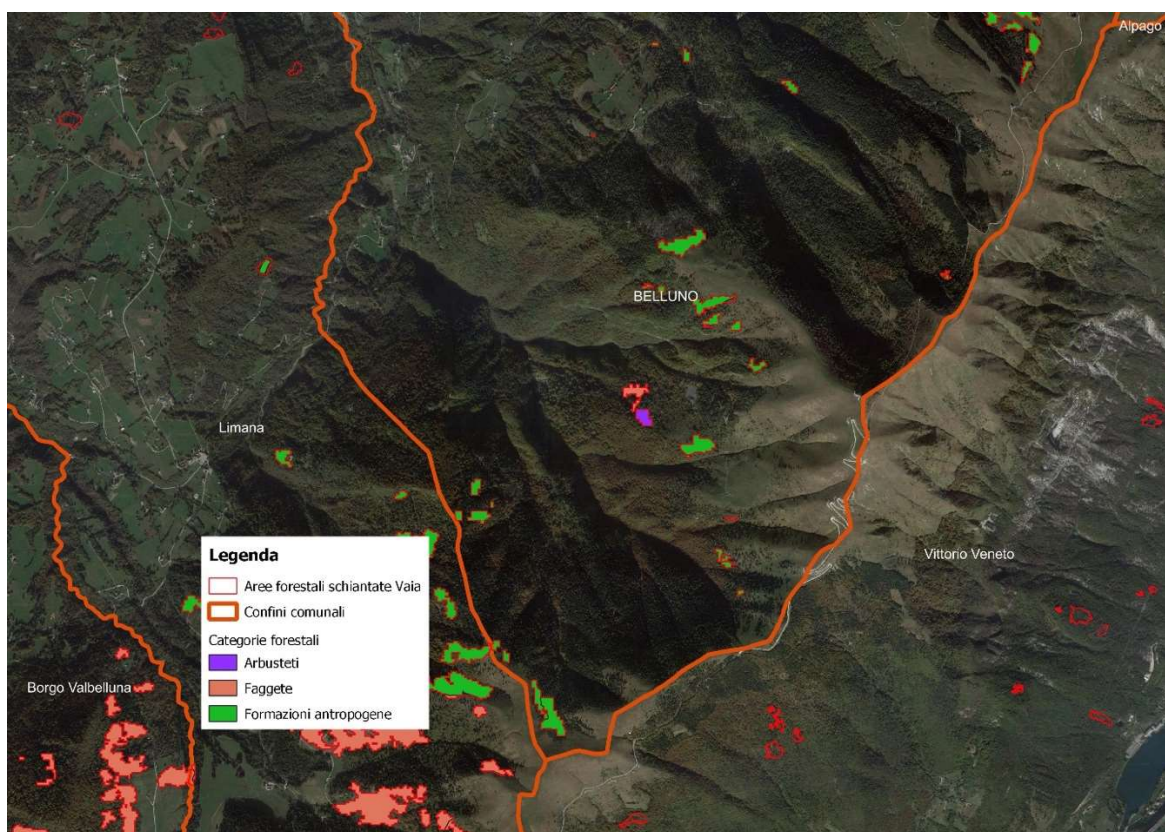 Alpago
BELLUNO
Limana
Vittorio Veneto
Borgo Valbelluna
Legenda
Aree forestali schiantate Vaia
Confini comunali
Categorie forestali
Arbusteti
Faggete
Formazioni antropogene